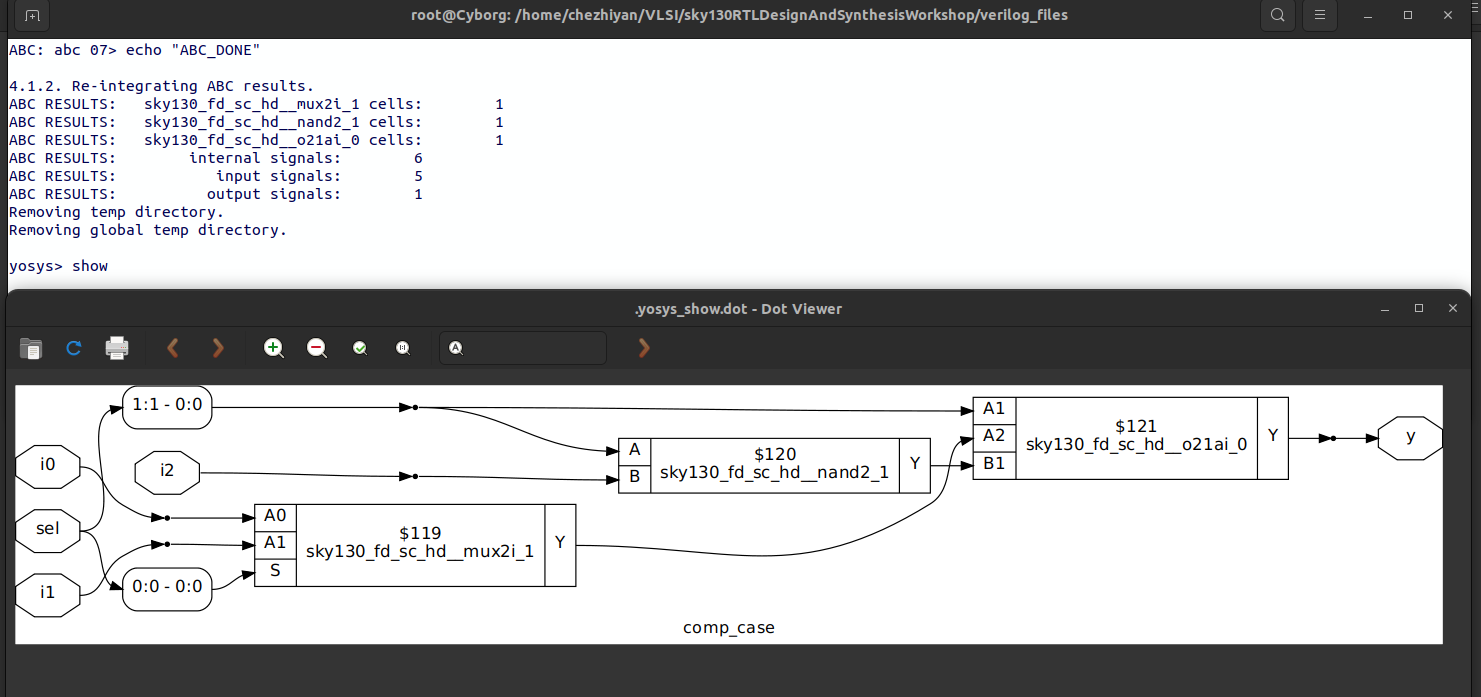 root@Cyborg: /home/chezhiyan/VLSI/sky130RTLDesignAndSynthesisWorkshop/verilog_files
ABC: abc 07> echo "ABC_DONE"
4.1.2. Re-integrating ABC results.
ABC RESULTS:   sky130_fd_sc_hd__mux2i_1 cells:        1
ABC RESULTS:   sky130_fd_sc_hd__nand2_1 cells:        1
ABC RESULTS:   sky130_fd_sc_hd__o21ai_0 cells:        1
ABC RESULTS:        internal signals:        6
ABC RESULTS:           input signals:        5
ABC RESULTS:          output signals:        1
Removing temp directory.
Removing global temp directory.
yosys> show
.yosys_show.dot - Dot Viewer
1:1 - 0:0
i0
i2
sel
i1
0:0 - 0:0
A0
A1
S
$119
sky130_fd_sc_hd__mux2i_1
Y
A
B
$120
sky130_fd_sc_hd__nand2_1
Y
A1
A2
B1
$121
sky130_fd_sc_hd__o21ai_0
Y
y
comp_case